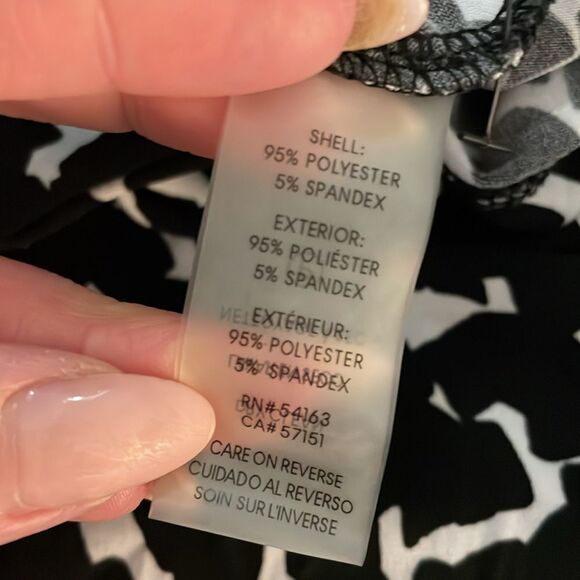 SHELL:
95% POLYESTER
5% SPANDEX
EXTERIOR:
95% POLIÉSTER
5% SPANDEX
EXTÉRIEUR:
95% POLYESTER
5% SPANDEX
RN# 54163
CA# 57151
CARE ON REVERSE
CUIDADO AL REVERSO
SOIN SUR L'INVERSE